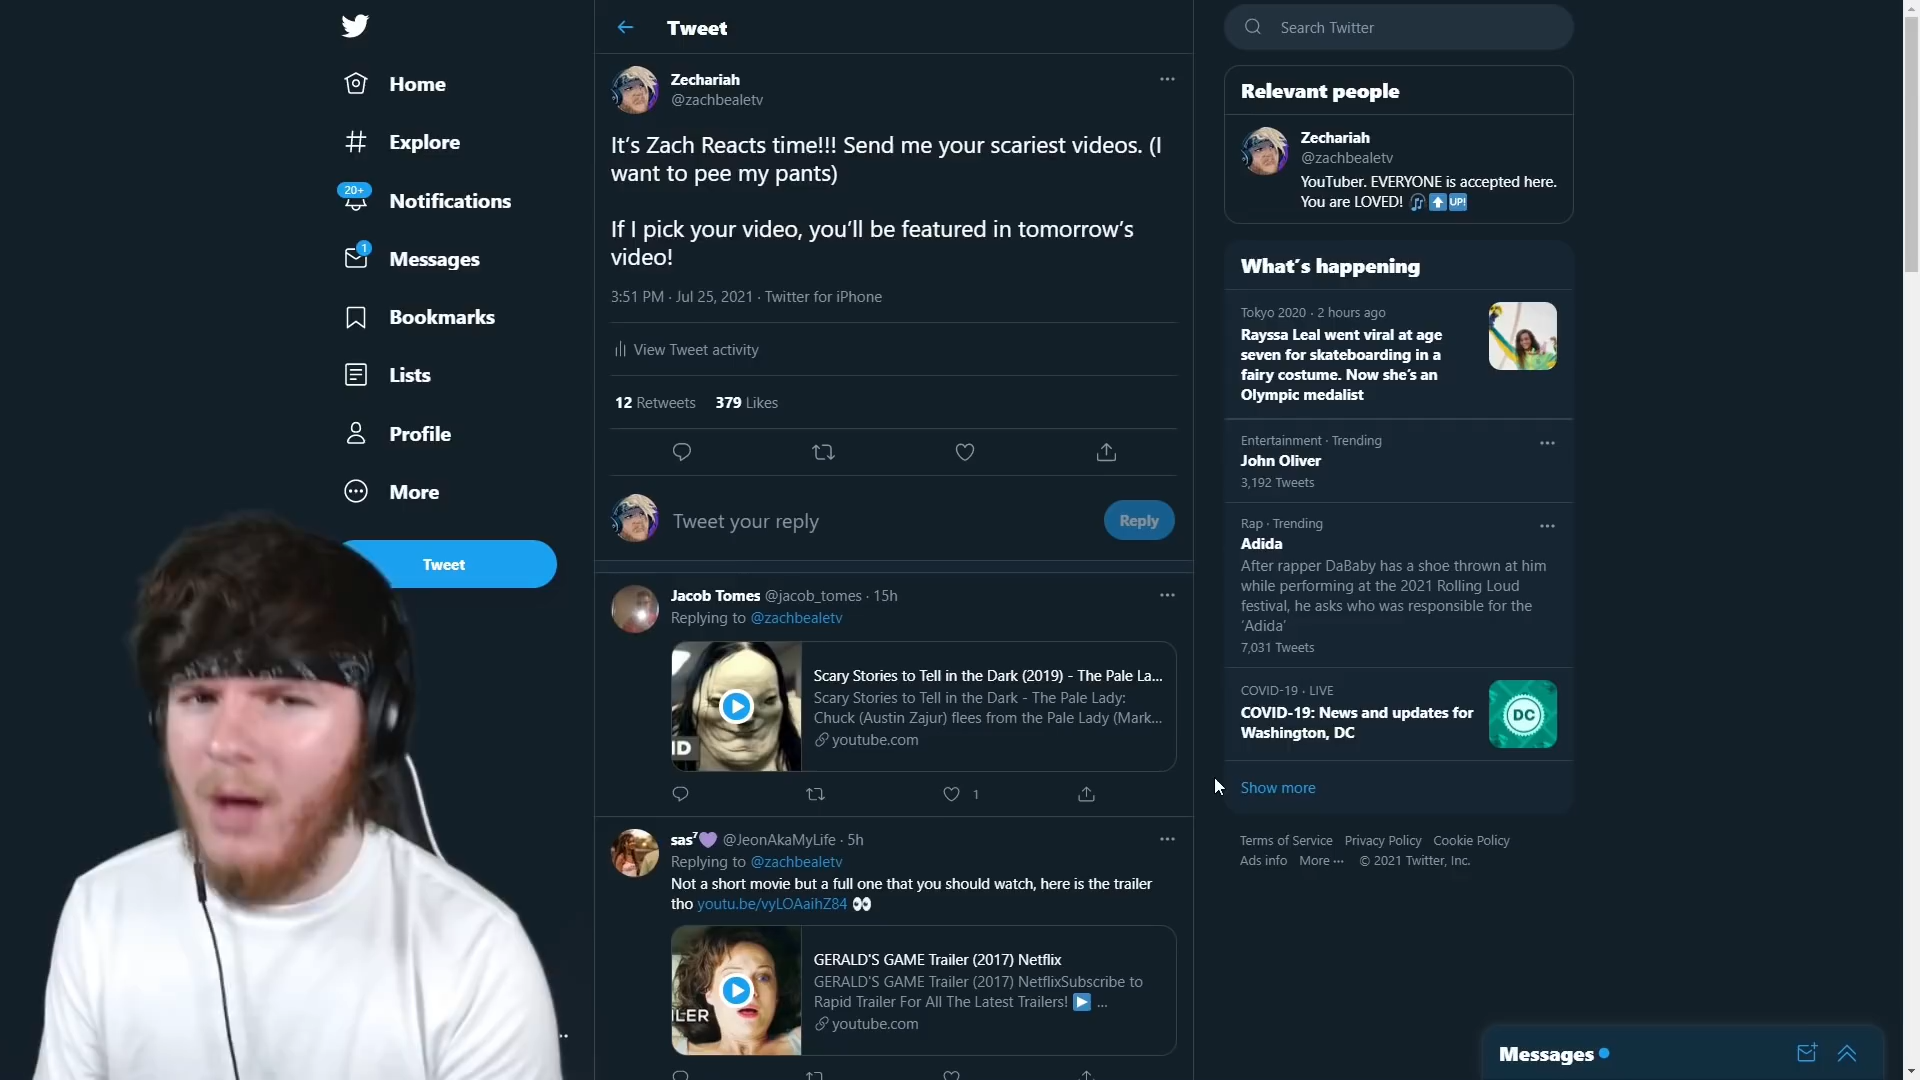 Home
Explore
20+
Notifications
1
Messages
Bookmarks
Lists
Profile
More
Tweet
Tweet
Zechariah
@zachbealetv
It's Zach Reacts time!!! Send me your scariest videos. (I
want to pee my pants)
If I pick your video, you'll be featured in tomorrow's
video!
3:51 PM · Jul 25, 2021 · Twitter for iPhone
View Tweet activity
12 Retweets 379 Likes
Tweet your reply
Reply
Jacob Tomes @jacob_tomes · 15h
Replying to @zachbealetv
Scary Stories to Tell in the Dark (2019) - The Pale La...
Scary Stories to Tell in the Dark - The Pale Lady:
Chuck (Austin Zajur) flees from the Pale Lady (Mark...
youtube.com
1
sas⁷💜 @JeonAkaMyLife · 5h
Replying to @zachbealetv
Not a short movie but a full one that you should watch, here is the trailer
tho youtu.be/vyLOAaihZ84 👀
LER
GERALD'S GAME Trailer (2017) Netflix
GERALD'S GAME Trailer (2017) NetflixSubscribe to
Rapid Trailer For All The Latest Trailers! ▶ ...
youtube.com
Search Twitter
Relevant people
Zechariah
@zachbealetv
YouTuber. EVERYONE is accepted here.
You are LOVED! 🎧⬆️🆙
What's happening
Tokyo 2020 · 2 hours ago
Rayssa Leal went viral at age
seven for skateboarding in a
fairy costume. Now she's an
Olympic medalist
Entertainment · Trending
John Oliver
3,192 Tweets
Rap · Trending
Adida
After rapper DaBaby has a shoe thrown at him
while performing at the 2021 Rolling Loud
festival, he asks who was responsible for the
'Adida'
7,031 Tweets
COVID-19 · LIVE
COVID-19: News and updates for
Washington, DC
DC
Show more
Terms of Service Privacy Policy Cookie Policy
Ads info More ··· © 2021 Twitter, Inc.
Messages